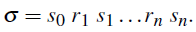 σ = s₀ r₁ s₁ … rₙ sₙ.